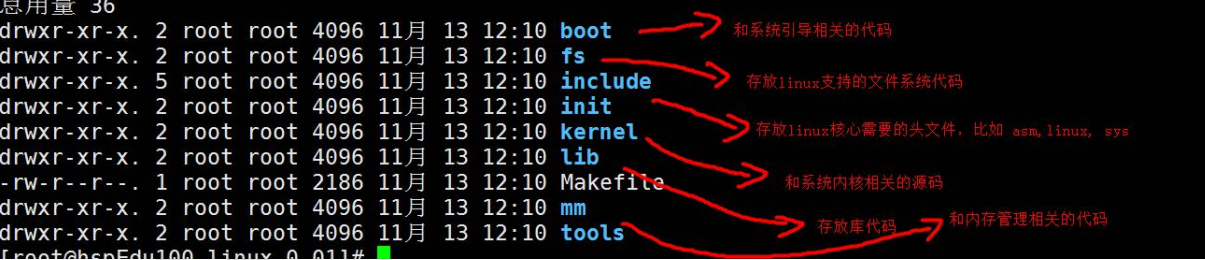 总用量 36
drwxr-xr-x. 2 root root 4096 11月 13 12:10 boot 和系统引导相关的代码
drwxr-xr-x. 2 root root 4096 11月 13 12:10 fs
drwxr-xr-x. 5 root root 4096 11月 13 12:10 include 存放linux支持的文件系统代码
drwxr-xr-x. 2 root root 4096 11月 13 12:10 init
drwxr-xr-x. 2 root root 4096 11月 13 12:10 kernel 存放linux核心需要的头文件，比如 asm,linux, sys
drwxr-xr-x. 2 root root 4096 11月 13 12:10 lib
-rw-r--r--. 1 root root 2186 11月 13 12:10 Makefile 和系统内核相关的源码
drwxr-xr-x. 2 root root 4096 11月 13 12:10 mm 存放库代码 和内存管理相关的代码
drwxr-xr-x. 2 root root 4096 11月 13 12:10 tools
[root@hspEdu100 linux-0.01]#